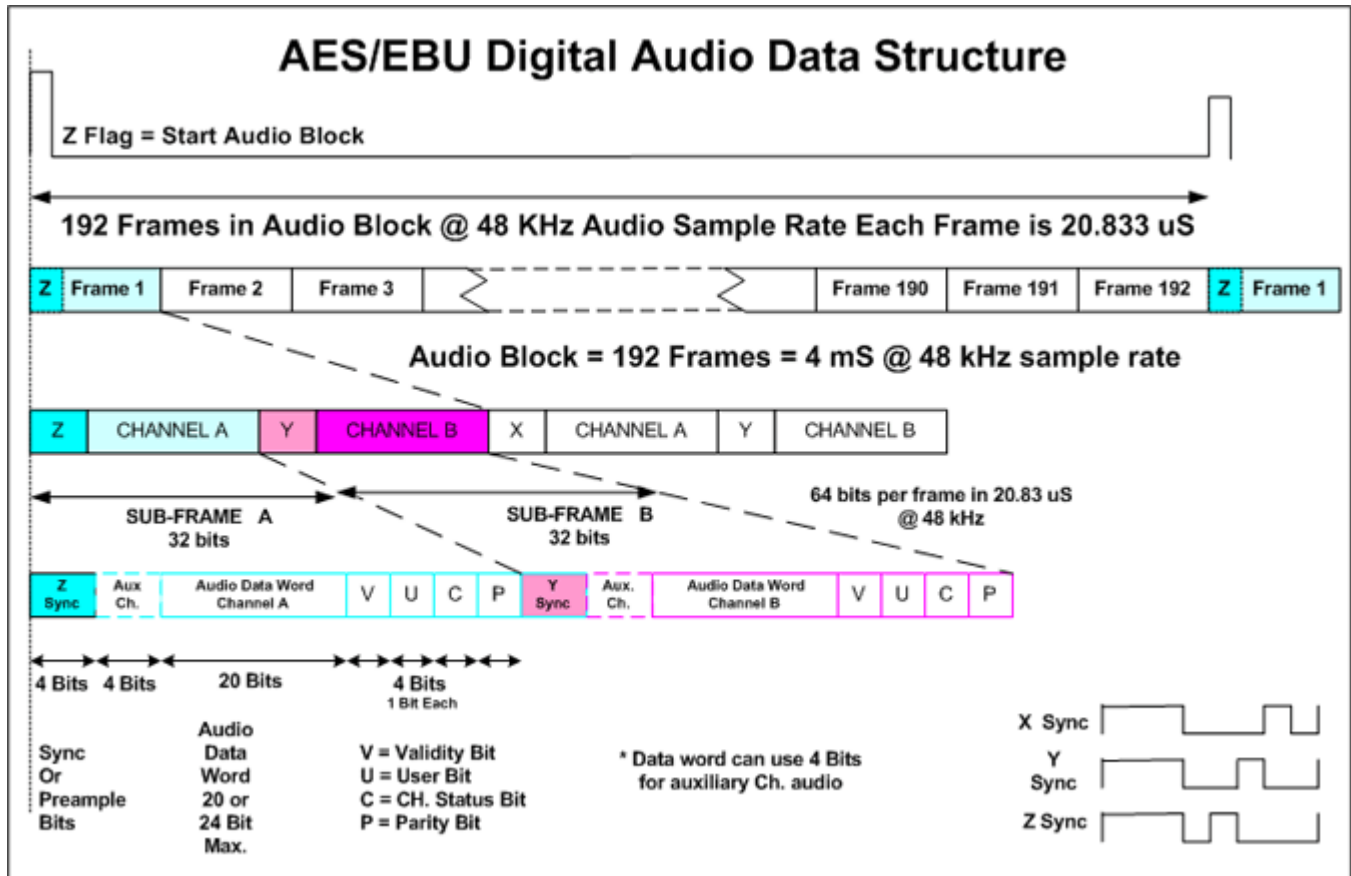 AES/EBU Digital Audio Data Structure
Z Flag = Start Audio Block
192 Frames in Audio Block @ 48 KHz Audio Sample Rate Each Frame is 20.833 uS
Z Frame 1 Frame 2 Frame 3 Frame 190 Frame 191 Frame 192 Z Frame 1
Audio Block = 192 Frames = 4 mS @ 48 kHz sample rate
Z CHANNEL A Y CHANNEL B X CHANNEL A Y CHANNEL B
SUB-FRAME A
32 bits
SUB-FRAME B
32 bits
64 bits per frame in 20.83 uS
@ 48 kHz
Z
Sync
Aux
Ch.
Audio Data Word
Channel A
V U C P
Y
Sync
Aux.
Ch.
Audio Data Word
Channel B
V U C P
4 Bits 4 Bits 20 Bits 4 Bits
1 Bit Each
Sync
Or
Preample
Bits
Audio
Data
Word
20 or
24 Bit
Max.
V = Validity Bit
U = User Bit
C = CH. Status Bit
P = Parity Bit
* Data word can use 4 Bits
for auxiliary Ch. audio
X Sync
Y
Sync
Z Sync